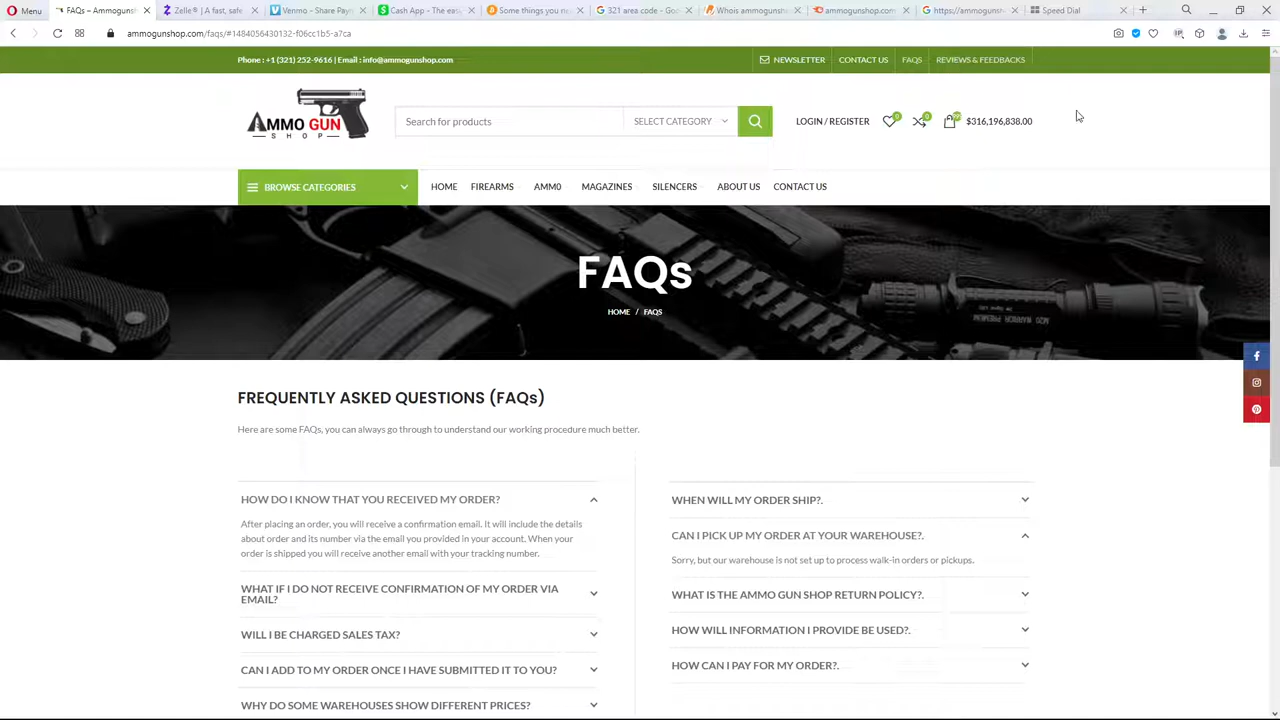 Menu
FAQs – Ammoguns
Zelle® | A fast, safe
Venmo - Share Paym
Cash App – The easi
Some things you nee
321 area code - Goo
Whois ammogunshop
ammogunshop.com -
https://ammogunsh
Speed Dial
ammogunshop.com/faqs/#1484056430132-f06cc1b5-a7ca
Phone : +1 (321) 252-9616 | Email : info@ammogunshop.com
NEWSLETTER CONTACT US FAQS REVIEWS & FEEDBACKS
AMMO GUN
SHOP
Search for products
SELECT CATEGORY
LOGIN / REGISTER
0
0
$316,196,838.00
BROWSE CATEGORIES
HOME FIREARMS AMM0 MAGAZINES SILENCERS ABOUT US CONTACT US
FAQs
HOME / FAQS
FREQUENTLY ASKED QUESTIONS (FAQs)
Here are some FAQs, you can always go through to understand our working procedure much better.
HOW DO I KNOW THAT YOU RECEIVED MY ORDER?
After placing an order, you will receive a confirmation email. It will include the details
about order and its number via the email you provided in your account. When your
order is shipped you will receive another email with your tracking number.
WHAT IF I DO NOT RECEIVE CONFIRMATION OF MY ORDER VIA
EMAIL?
WILL I BE CHARGED SALES TAX?
CAN I ADD TO MY ORDER ONCE I HAVE SUBMITTED IT TO YOU?
WHY DO SOME WAREHOUSES SHOW DIFFERENT PRICES?
WHEN WILL MY ORDER SHIP?.
CAN I PICK UP MY ORDER AT YOUR WAREHOUSE?.
Sorry, but our warehouse is not set up to process walk-in orders or pickups.
WHAT IS THE AMMO GUN SHOP RETURN POLICY?.
HOW WILL INFORMATION I PROVIDE BE USED?.
HOW CAN I PAY FOR MY ORDER?.